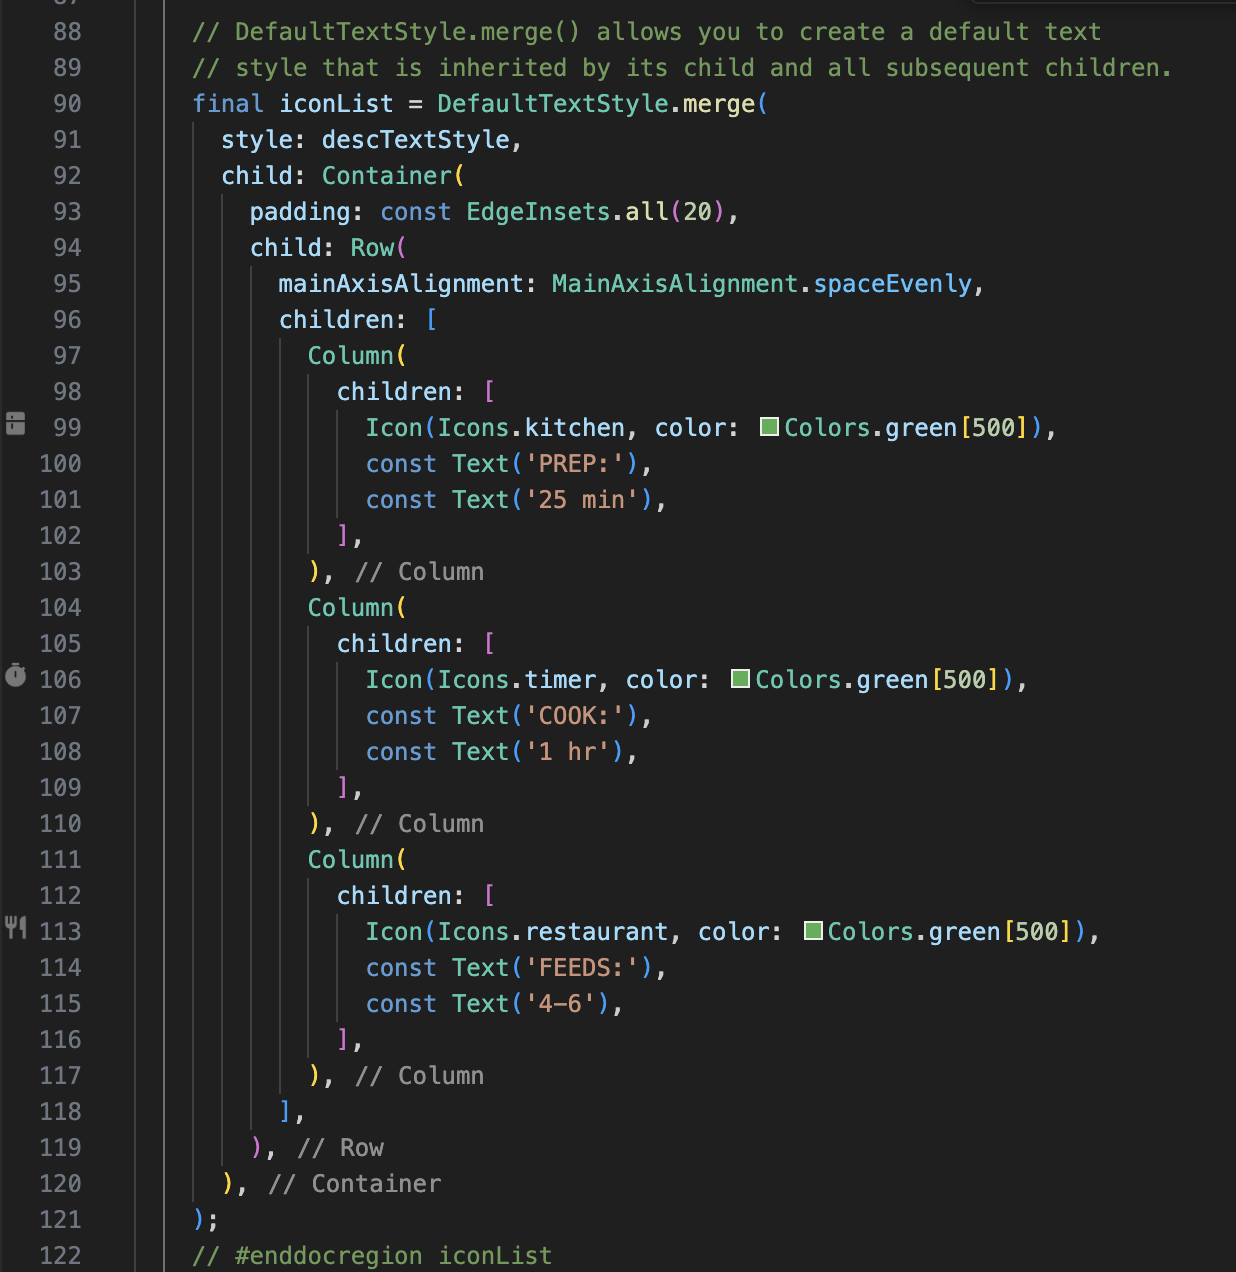 88 // DefaultTextStyle.merge() allows you to create a default text
89 // style that is inherited by its child and all subsequent children.
90 final iconList = DefaultTextStyle.merge(
91 style: descTextStyle,
92 child: Container(
93 padding: const EdgeInsets.all(20),
94 child: Row(
95 mainAxisAlignment: MainAxisAlignment.spaceEvenly,
96 children: [
97 Column(
98 children: [
99 Icon(Icons.kitchen, color: Colors.green[500]),
100 const Text('PREP:'),
101 const Text('25 min'),
102 ],
103 ), // Column
104 Column(
105 children: [
106 Icon(Icons.timer, color: Colors.green[500]),
107 const Text('COOK:'),
108 const Text('1 hr'),
109 ],
110 ), // Column
111 Column(
112 children: [
113 Icon(Icons.restaurant, color: Colors.green[500]),
114 const Text('FEEDS:'),
115 const Text('4-6'),
116 ],
117 ), // Column
118 ],
119 ), // Row
120 ), // Container
121 );
122 // #enddocregion iconList